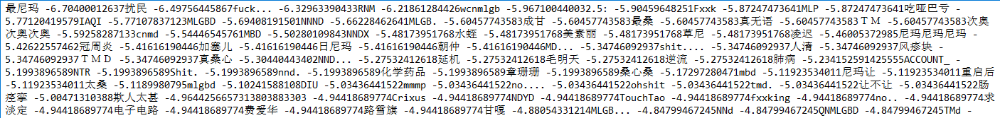 最尼玛 -6.70400012637扰民 -6.49756445867fuck... -6.32963390433RNM -6.21861284426wcnmlgb -5.967100440032.5: -5.90459648251Fxxk -5.87247473641MLP -5.87247473641吃哑巴亏 -
5.77120419579IAQI -5.77107837123MLGBD -5.69408191501NNND -5.66228462641MLGB. -5.60457743583成甘 -5.60457743583最桑 -5.60457743583真无语 -5.60457743583ＴＭ -5.60457743583次奥
次奥次奥 -5.59258287133cnmd -5.54446545761MBD -5.50280109843NNDX -5.48173951768水蛭 -5.48173951768美素丽 -5.48173951768草尼 -5.48173951768凌迟 -5.46005372985尼玛尼玛尼玛 -
5.42622557462冠周炎 -5.41616190446加塞儿 -5.41616190446日尼玛 -5.41616190446朝仲 -5.41616190446MD... -5.34746092937shit.... -5.34746092937人清 -5.34746092937风疹块 -
5.34746092937ＴＭＤ -5.34746092937真桑心 -5.30440443402NND... -5.27532412618延机 -5.27532412618毛明天 -5.27532412618逆流 -5.27532412618肺病 -5.234152591425555ACCOUNT_ -
5.1993896589NTR -5.1993896589Shit. -5.1993896589nnd. -5.1993896589化学药品 -5.1993896589章珊珊 -5.1993896589桑心桑 -5.17297280471mbd -5.11923534011尼玛让 -5.11923534011重启后
-5.11923534011太桑 -5.1189980795mlgbd -5.10241588108DIU -5.03436441522mmmp -5.03436441522no.... -5.03436441522ohshit -5.03436441522tmd. -5.03436441522让不让 -5.03436441522肠
痉挛 -5.00471310388欺人太甚 -4.9644256657313803883303 -4.94418689774Crixus -4.94418689774NDYD -4.94418689774TouchTao -4.94418689774fxxking -4.94418689774no.. -4.94418689774求
淡定 -4.94418689774电子电路 -4.94418689774费爱华 -4.94418689774路雪旗 -4.94418689774甘嘎 -4.88054331214MLGB... -4.84799467245NNd -4.84799467245QNMLGBD -4.84799467245TMd -